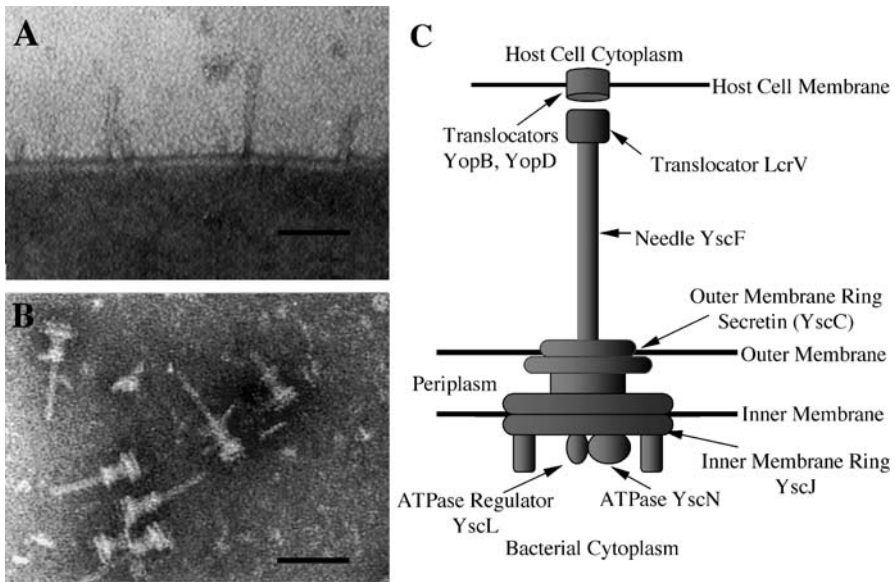 A
B
C
Host Cell Cytoplasm
Host Cell Membrane
Translocators
YopB, YopD
Translocator LcrV
Needle YscF
Outer Membrane Ring
Secretin (YscC)
Outer Membrane
Periplasm
Inner Membrane
Inner Membrane Ring
YscJ
ATPase Regulator
YscL
ATPase YscN
Bacterial Cytoplasm